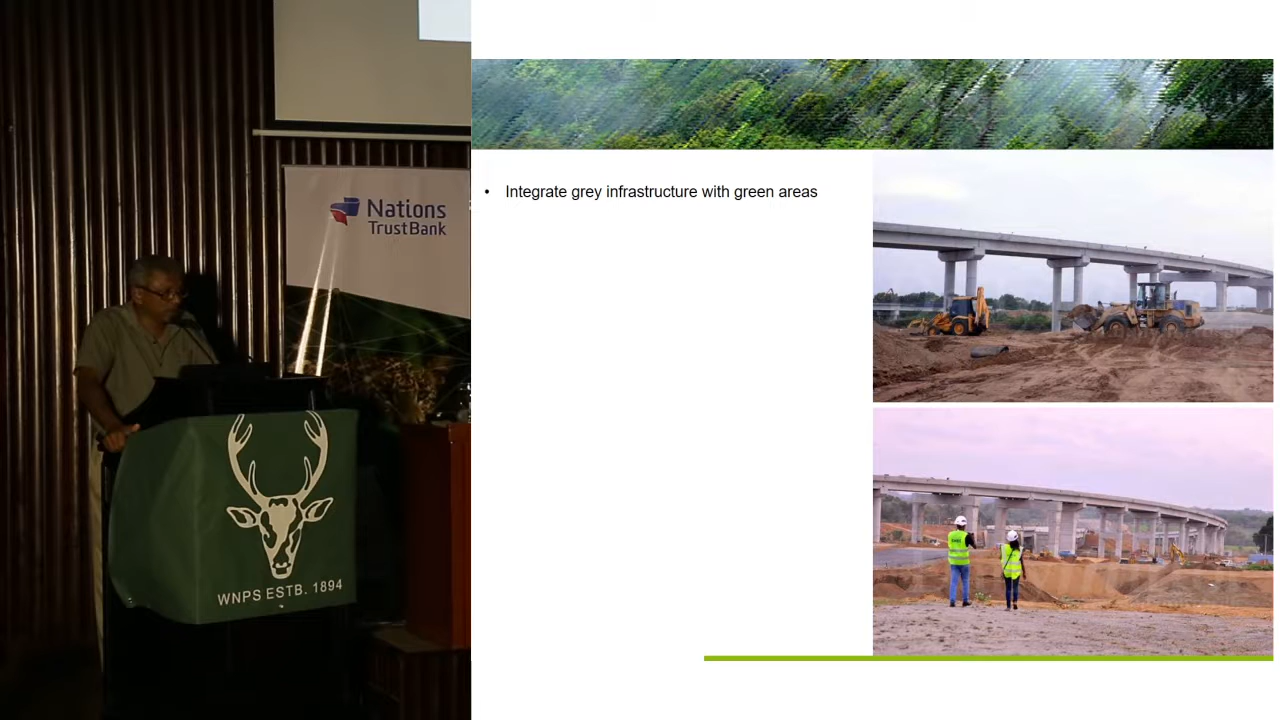 Nations
TrustBank
WNPS ESTB. 1894
• Integrate grey infrastructure with green areas